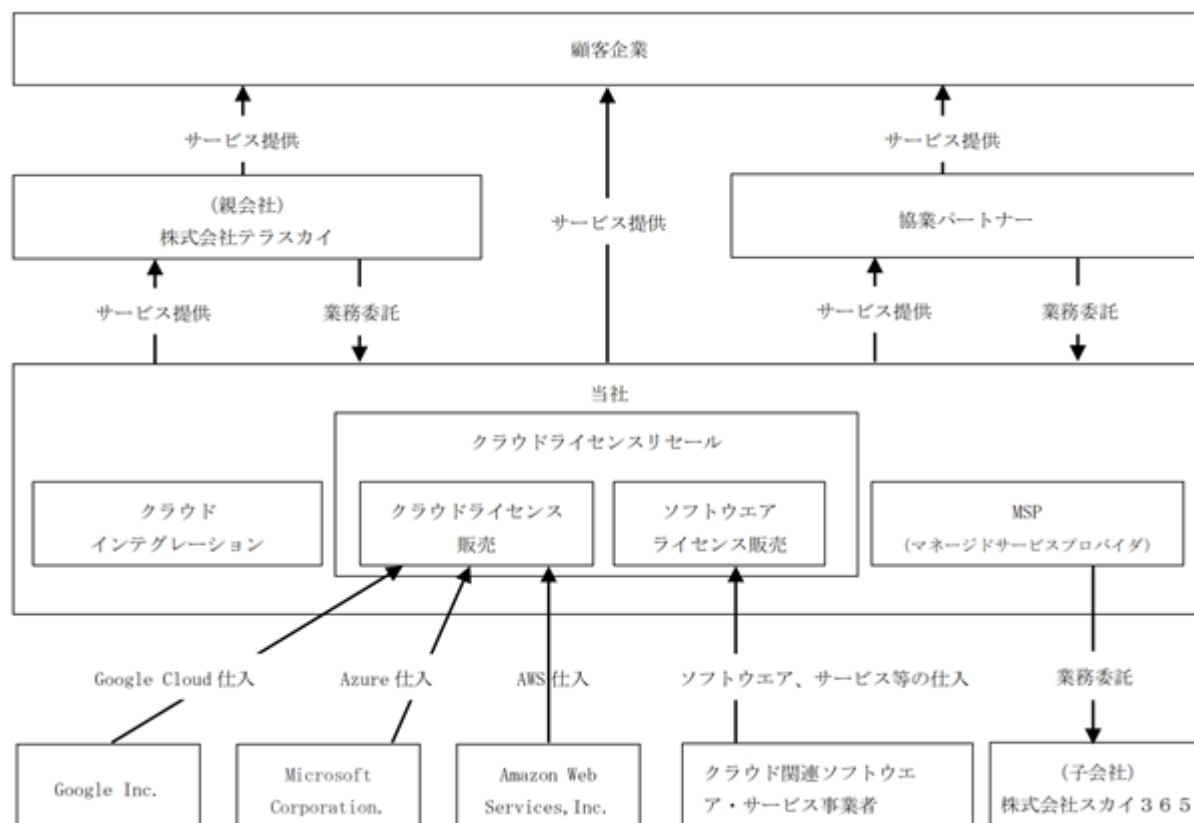 顧客企業
サービス提供
サービス提供
(親会社)
株式会社テラスカイ
サービス提供
協業パートナー
サービス提供
業務委託
サービス提供
業務委託
当社
クラウドライセンスリセール
クラウド
インテグレーション
クラウドライセンス
販売
ソフトウエア
ライセンス販売
MSP
(マネージドサービスプロバイダ)
Google Cloud 仕入
Azure 仕入
AWS 仕入
ソフトウエア、サービス等の仕入
業務委託
Google Inc.
Microsoft
Corporation.
Amazon Web
Services,Inc.
クラウド関連ソフトウエ
ア・サービス事業者
(子会社)
株式会社スカイ３６５